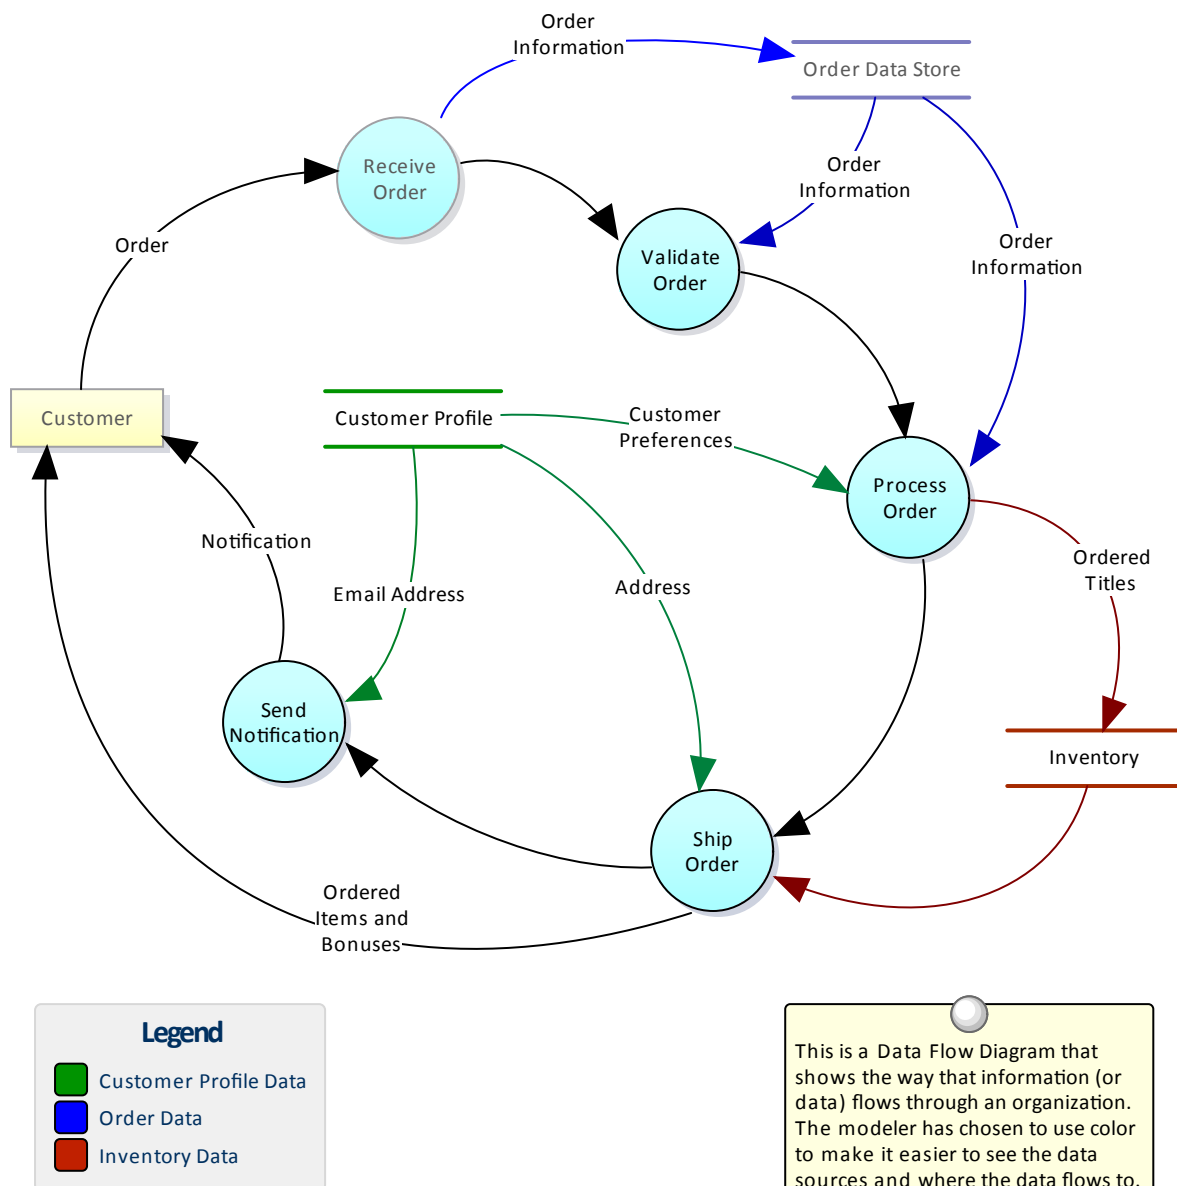 Order
Information
Order Data Store
Receive
Order
Order
Information
Order
Validate
Order
Order
Information
Customer
Customer Profile
Customer
Preferences
Process
Order
Notification
Email Address
Address
Ordered
Titles
Send
Notification
Inventory
Ship
Order
Ordered
Items and
Bonuses
Legend
Customer Profile Data
Order Data
Inventory Data
This is a Data Flow Diagram that
shows the way that information (or
data) flows through an organization.
The modeler has chosen to use color
to make it easier to see the data
sources and where the data flows to.